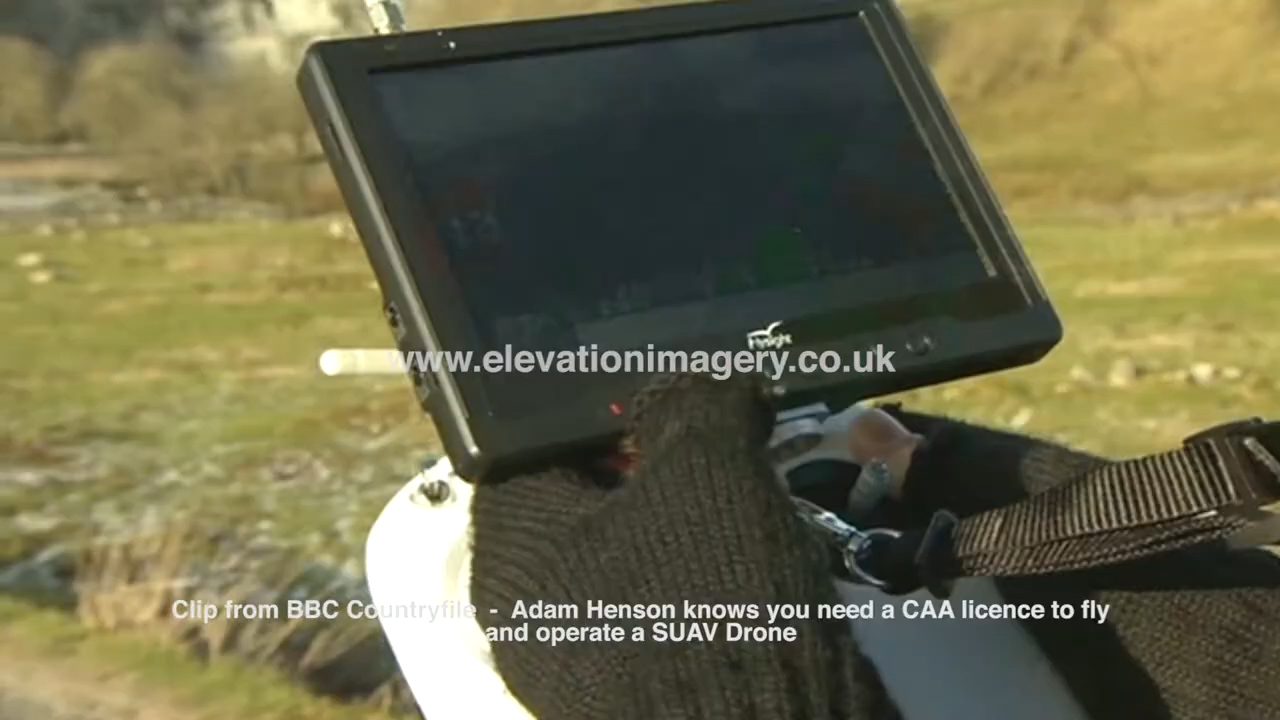 Flysight
www.elevationimagery.co.uk
Clip from BBC Countryfile - Adam Henson knows you need a CAA licence to fly
and operate a SUAV Drone